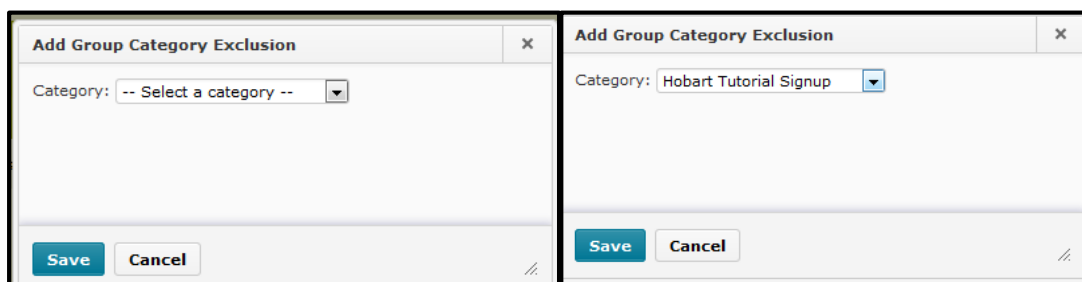 Add Group Category Exclusion ×
Category: -- Select a category --
Save Cancel
Add Group Category Exclusion ×
Category: Hobart Tutorial Signup
Save Cancel